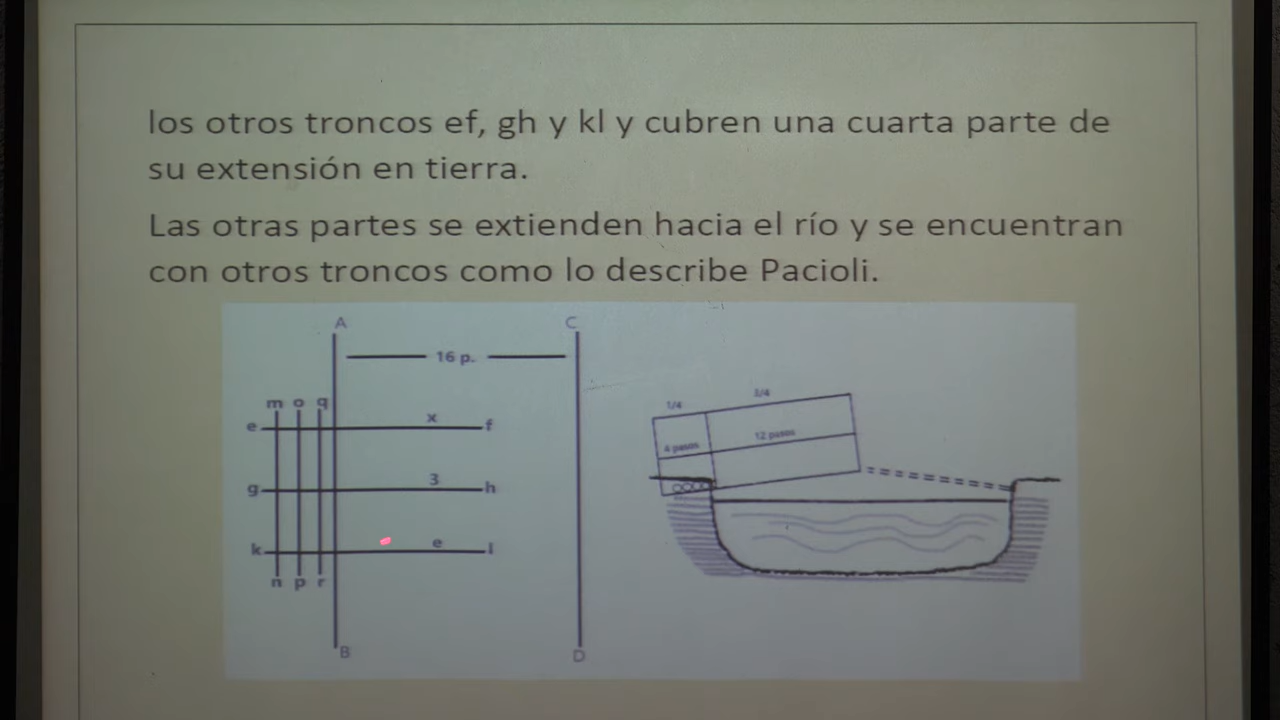 los otros troncos ef, gh y kl y cubren una cuarta parte de
su extensión en tierra.
Las otras partes se extienden hacia el río y se encuentran
con otros troncos como lo describe Pacioli.
A
C
16 p.
m o q
e x f
g 3 h
k e l
n p r
B
D
1/4
3/4
4 pasos
12 pasos